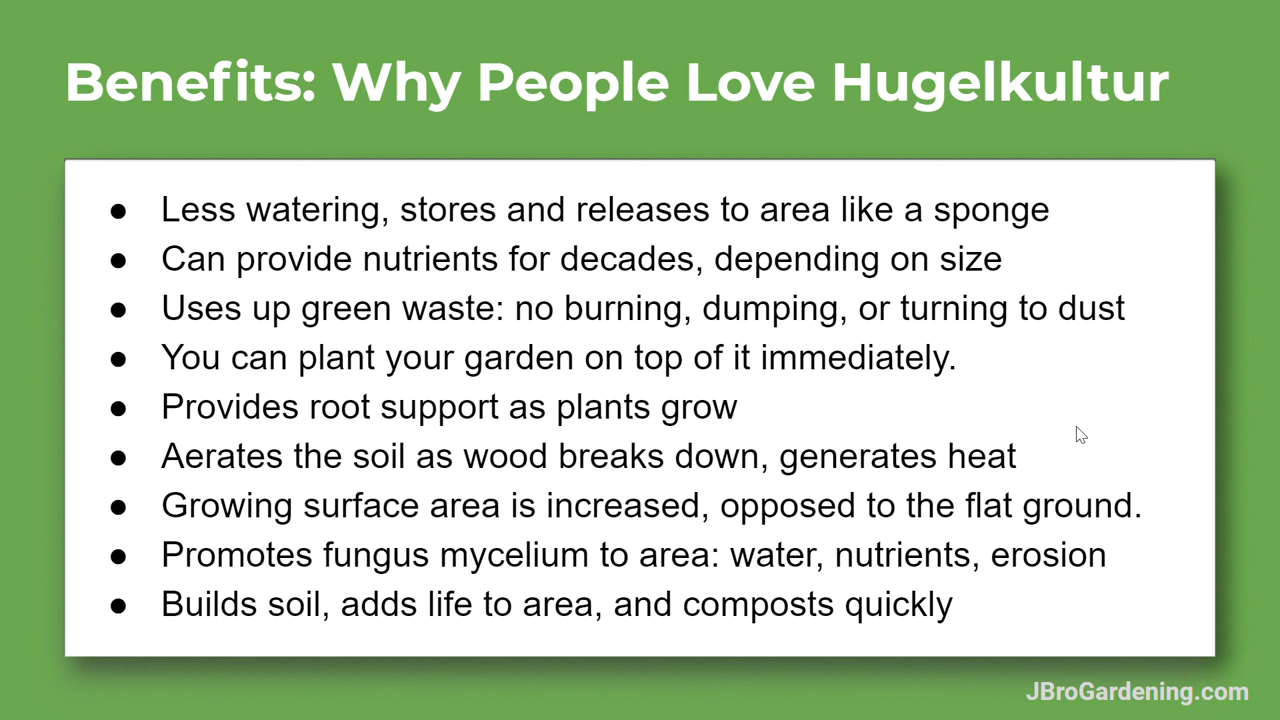 Benefits: Why People Love Hugelkultur
● Less watering, stores and releases to area like a sponge
● Can provide nutrients for decades, depending on size
● Uses up green waste: no burning, dumping, or turning to dust
● You can plant your garden on top of it immediately.
● Provides root support as plants grow
● Aerates the soil as wood breaks down, generates heat
● Growing surface area is increased, opposed to the flat ground.
● Promotes fungus mycelium to area: water, nutrients, erosion
● Builds soil, adds life to area, and composts quickly
JBroGardening.com